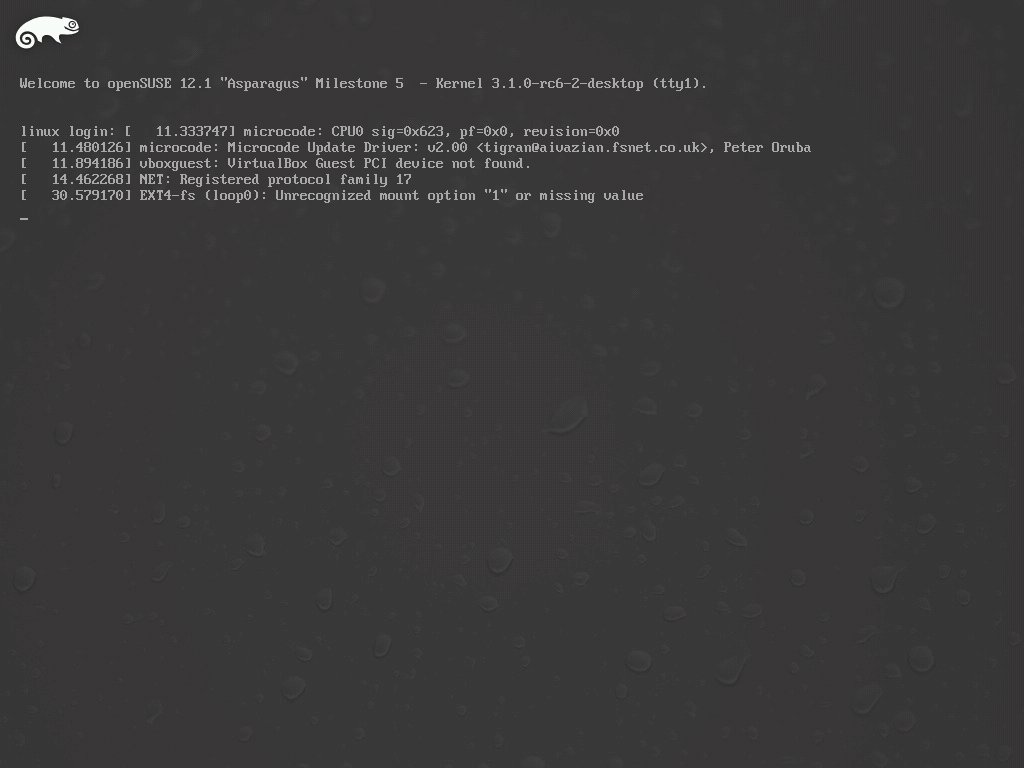 Welcome to openSUSE 12.1 "Asparagus" Milestone 5  - Kernel 3.1.0-rc6-2-desktop (tty1).
linux login: [   11.333747] microcode: CPU0 sig=0x623, pf=0x0, revision=0x0
[   11.480126] microcode: Microcode Update Driver: v2.00 <tigran@aivazian.fsnet.co.uk>, Peter Oruba
[   11.894186] vboxguest: VirtualBox Guest PCI device not found.
[   14.462268] NET: Registered protocol family 17
[   30.579170] EXT4-fs (loop0): Unrecognized mount option "1" or missing value
_